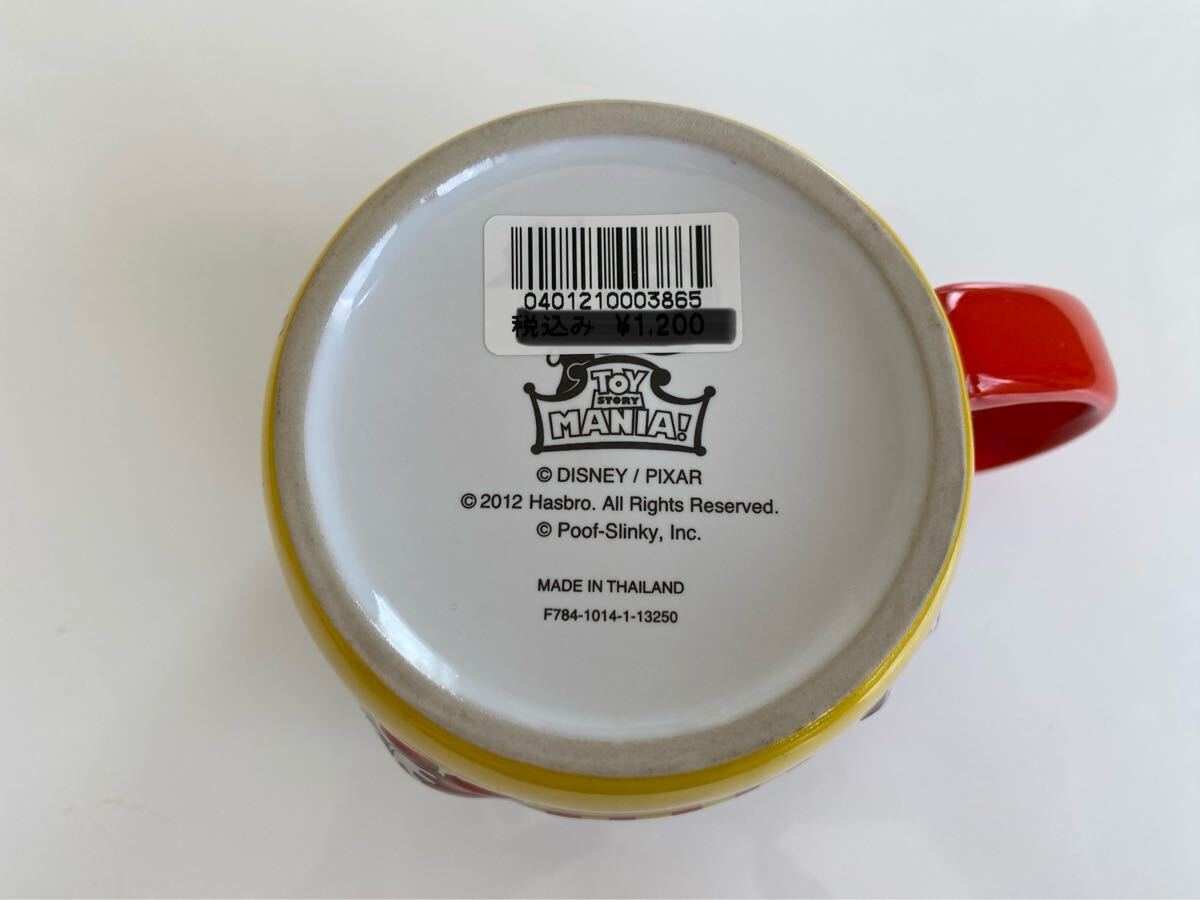 0401210003865
税込み ¥1,200
TOY
STORY
MANIA!
© DISNEY / PIXAR
© 2012 Hasbro. All Rights Reserved.
© Poof-Slinky, Inc.
MADE IN THAILAND
F784-1014-1-13250